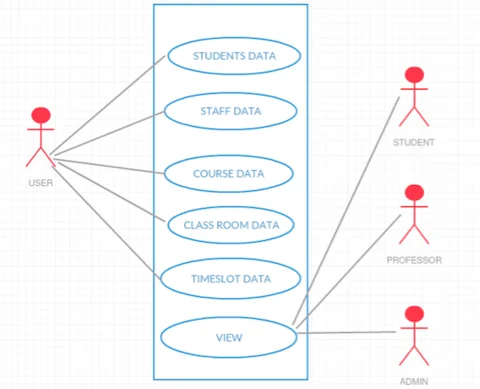 STUDENTS DATA
STAFF DATA
COURSE DATA
CLASS ROOM DATA
TIMESLOT DATA
VIEW
USER
STUDENT
PROFESSOR
ADMIN